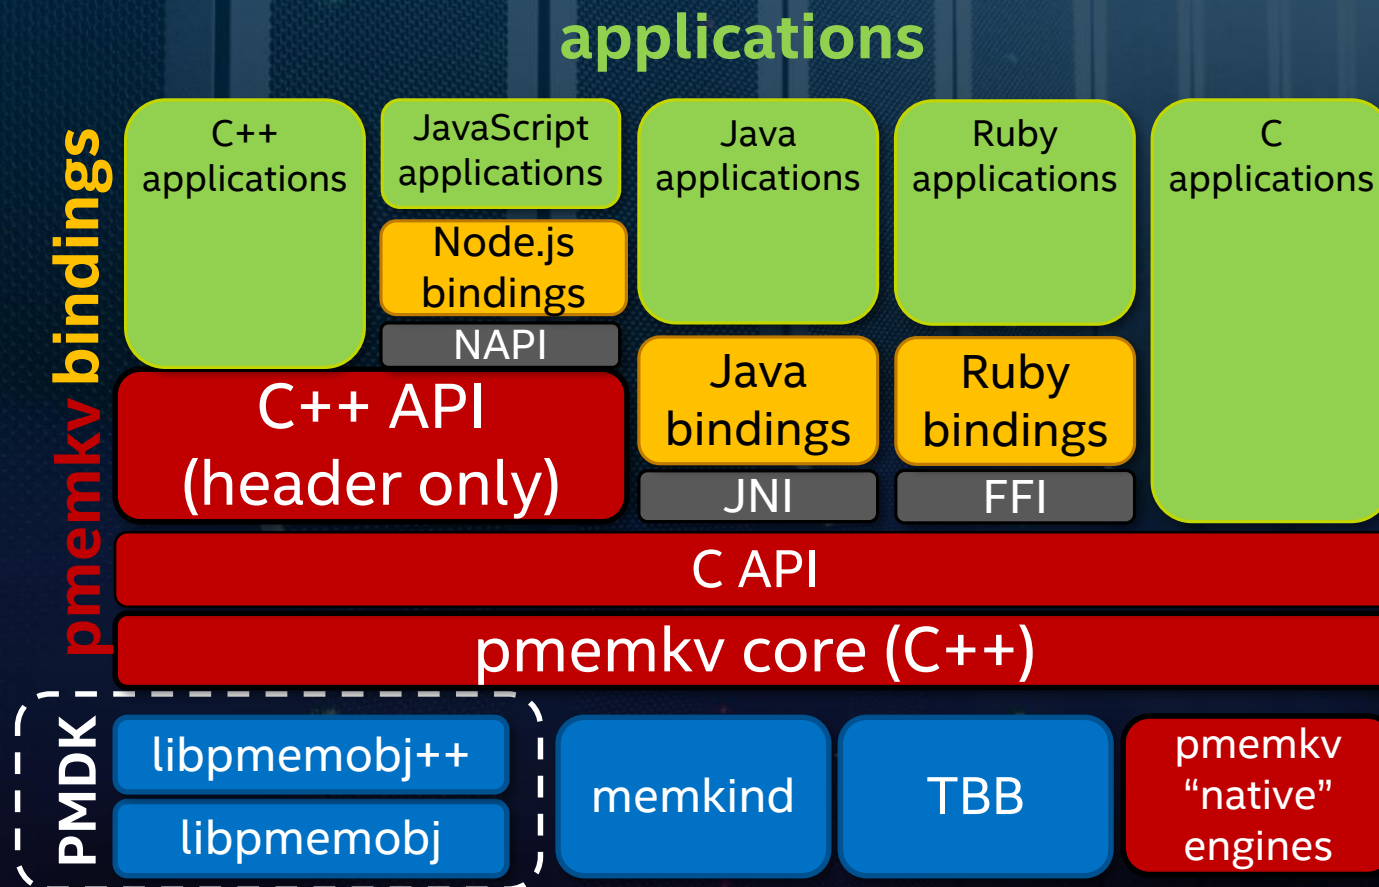 applications
pmemkv bindings
C++
applications
JavaScript
applications
Java
applications
Ruby
applications
C
applications
Node.js
bindings
NAPI
C++ API
(header only)
Java
bindings
JNI
Ruby
bindings
FFI
C API
pmemkv core (C++)
PMDK
libpmemobj++
libpmemobj
memkind
TBB
pmemkv
“native”
engines